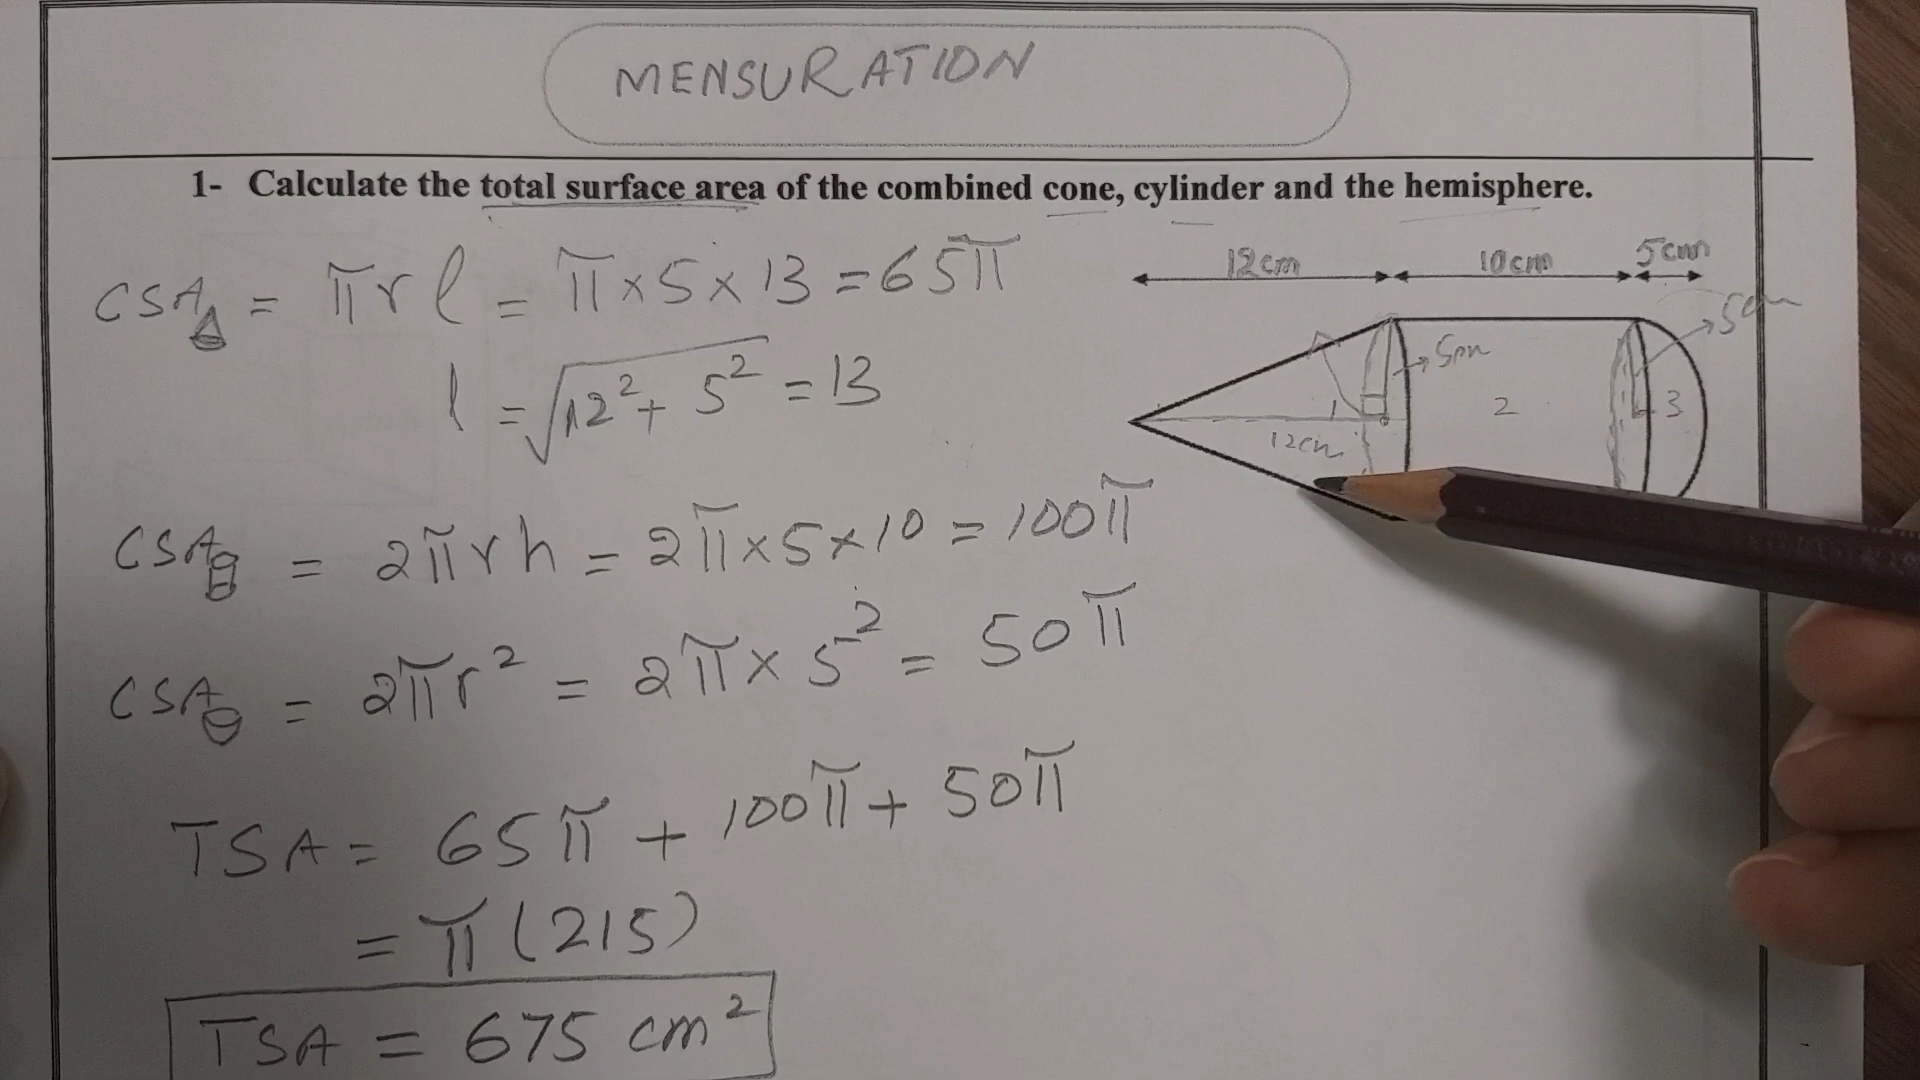 MENSURATION
1- Calculate the total surface area of the combined cone, cylinder and the hemisphere.
12cm 10cm 5cm
CSA = πrl = π×5×13 = 65π
5cm
5cm
l = √12²+ 5² = 13
2 3
12cm
CSA = 2πrh = 2π×5×10 = 100π
CSA = 2πr² = 2π×5² = 50π
TSA = 65π + 100π + 50π
= π(215)
TSA = 675 cm²